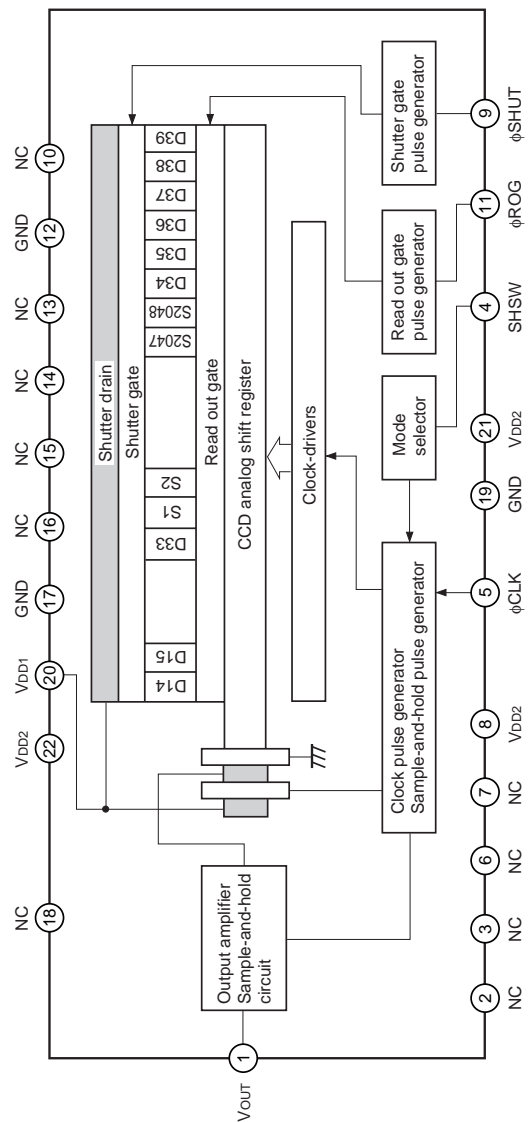 NC
10
GND
12
NC
13
NC
14
NC
15
NC
16
GND
17
VDD1
20
VDD2
22
NC
18
Shutter drain
Shutter gate
D14
D15
D33
S1
S2
S2047
S2048
D34
D35
D36
D37
D38
D39
Read out gate
CCD analog shift register
Clock-drivers
Output amplifier
Sample-and-hold
circuit
Clock pulse generator
Sample-and-hold pulse generator
Mode
selector
Read out gate
pulse generator
Shutter gate
pulse generator
1
VOUT
2
NC
3
NC
6
NC
7
NC
8
VDD2
5
φCLK
19
GND
21
VDD2
4
SHSW
11
φROG
9
φSHUT